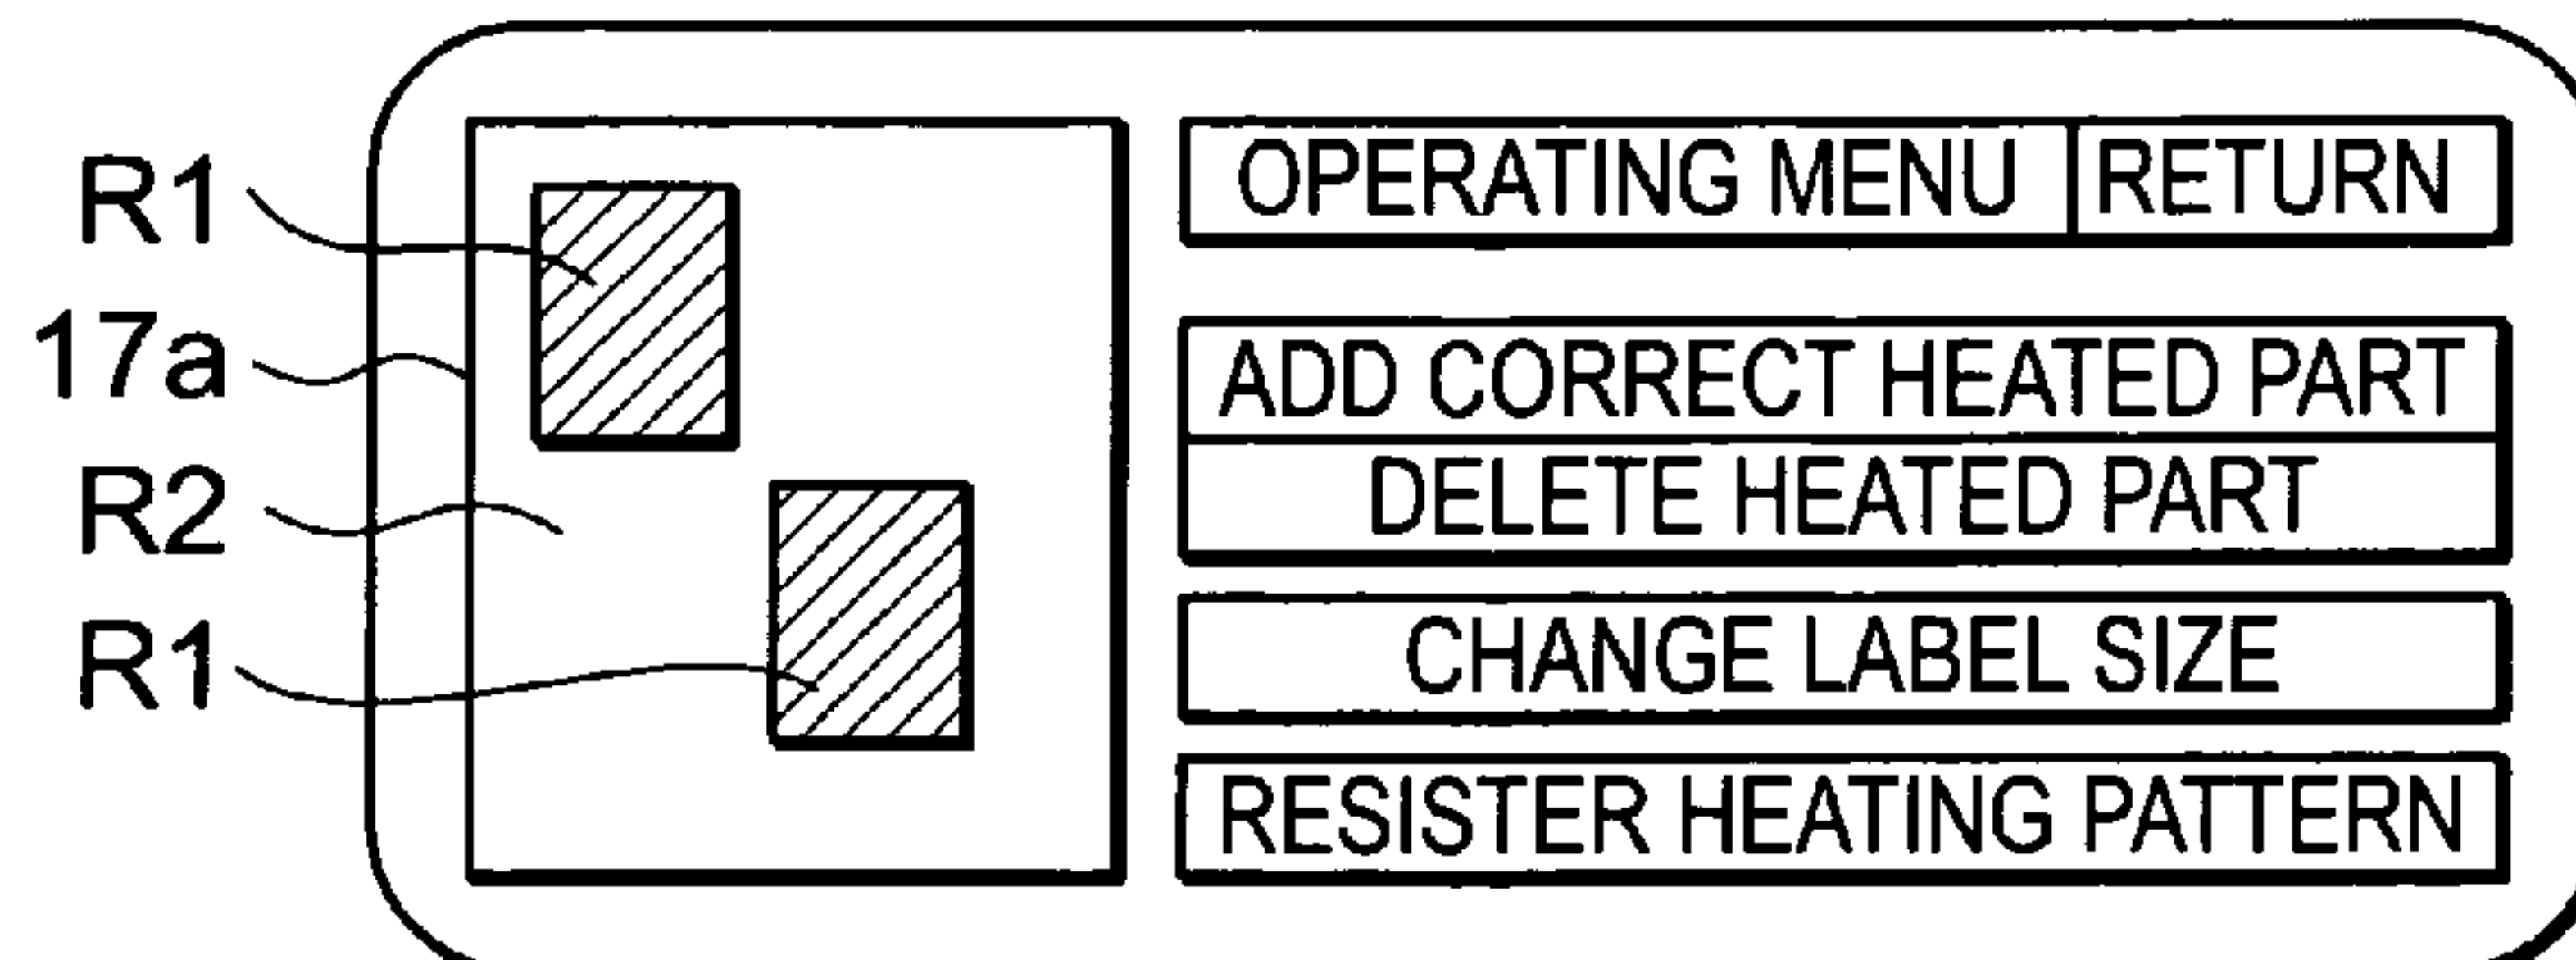 R1
17a
R2
R1
OPERATING MENU RETURN
ADD CORRECT HEATED PART
DELETE HEATED PART
CHANGE LABEL SIZE
RESISTER HEATING PATTERN